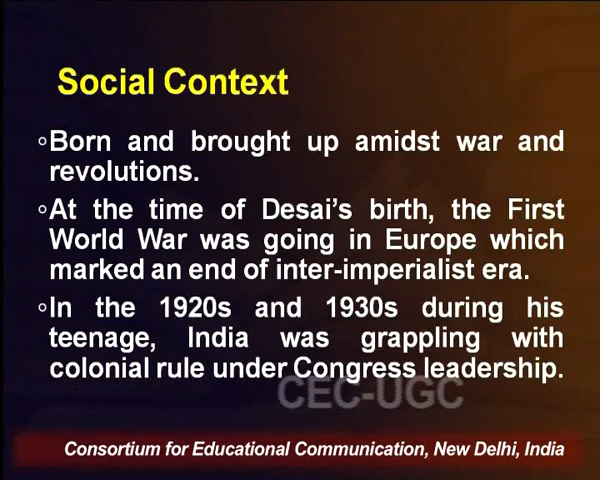 Social Context
◦Born and brought up amidst war and
revolutions.
◦At the time of Desai's birth, the First
World War was going in Europe which
marked an end of inter-imperialist era.
◦In the 1920s and 1930s during his
teenage, India was grappling with
colonial rule under Congress leadership.
CEC-UGC
Consortium for Educational Communication, New Delhi, India